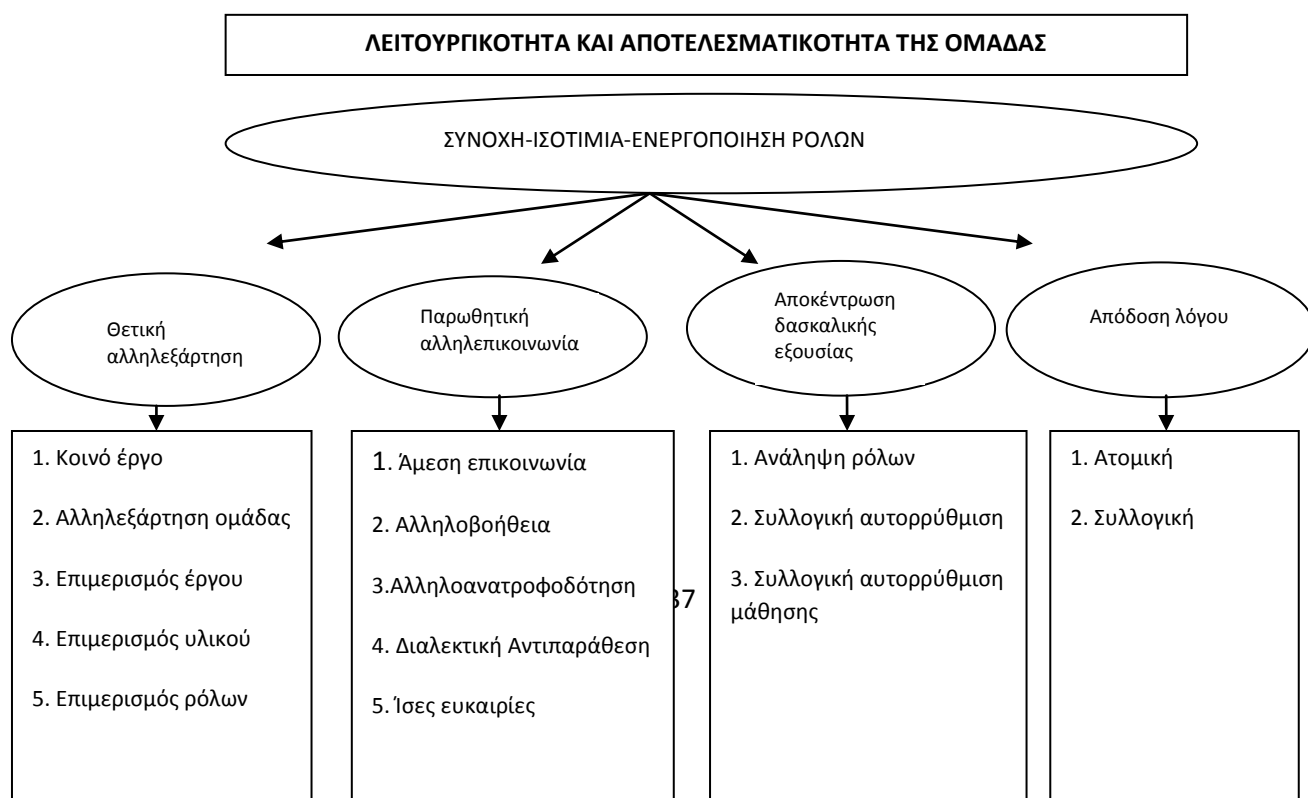 ΛΕΙΤΟΥΡΓΙΚΟΤΗΤΑ ΚΑΙ ΑΠΟΤΕΛΕΣΜΑΤΙΚΟΤΗΤΑ ΤΗΣ ΟΜΑΔΑΣ
ΣΥΝΟΧΗ-ΙΣΟΤΙΜΙΑ-ΕΝΕΡΓΟΠΟΙΗΣΗ ΡΟΛΩΝ
Θετική
αλληλεξάρτηση
Παρωθητική
αλληλεπικοινωνία
Αποκέντρωση
δασκαλικής
εξουσίας
Απόδοση λόγου
1. Κοινό έργο
2. Αλληλεξάρτηση ομάδας
3. Επιμερισμός έργου
4. Επιμερισμός υλικού
5. Επιμερισμός ρόλων
1. Άμεση επικοινωνία
2. Αλληλοβοήθεια
3.Αλληλοανατροφοδότηση
4. Διαλεκτική Αντιπαράθεση
5. Ίσες ευκαιρίες
1. Ανάληψη ρόλων
2. Συλλογική αυτορρύθμιση
3. Συλλογική αυτορρύθμιση
μάθησης
1. Ατομική
2. Συλλογική